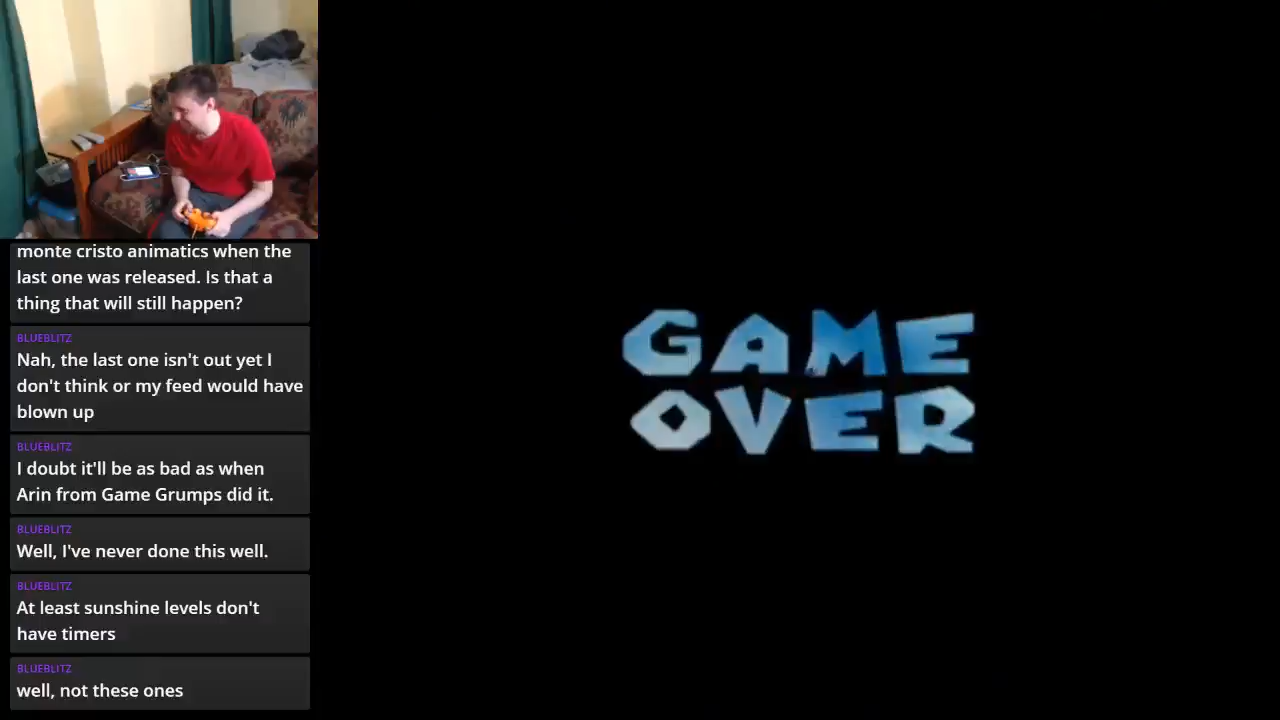 monte cristo animatics when the
last one was released. Is that a
thing that will still happen?
BLUEBLITZ
Nah, the last one isn't out yet I
don't think or my feed would have
blown up
BLUEBLITZ
I doubt it'll be as bad as when
Arin from Game Grumps did it.
BLUEBLITZ
Well, I've never done this well.
BLUEBLITZ
At least sunshine levels don't
have timers
BLUEBLITZ
well, not these ones
GAME
OVER